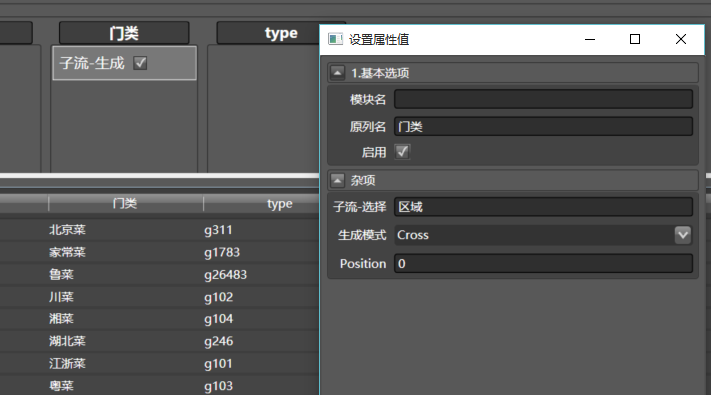 门类
type
子流-生成
门类
type
北京菜
g311
家常菜
g1783
鲁菜
g26483
川菜
g102
湘菜
g104
湖北菜
g246
江浙菜
g101
粤菜
g103
设置属性值
1.基本选项
模块名
原列名 门类
启用
杂项
子流-选择 区域
生成模式 Cross
Position 0